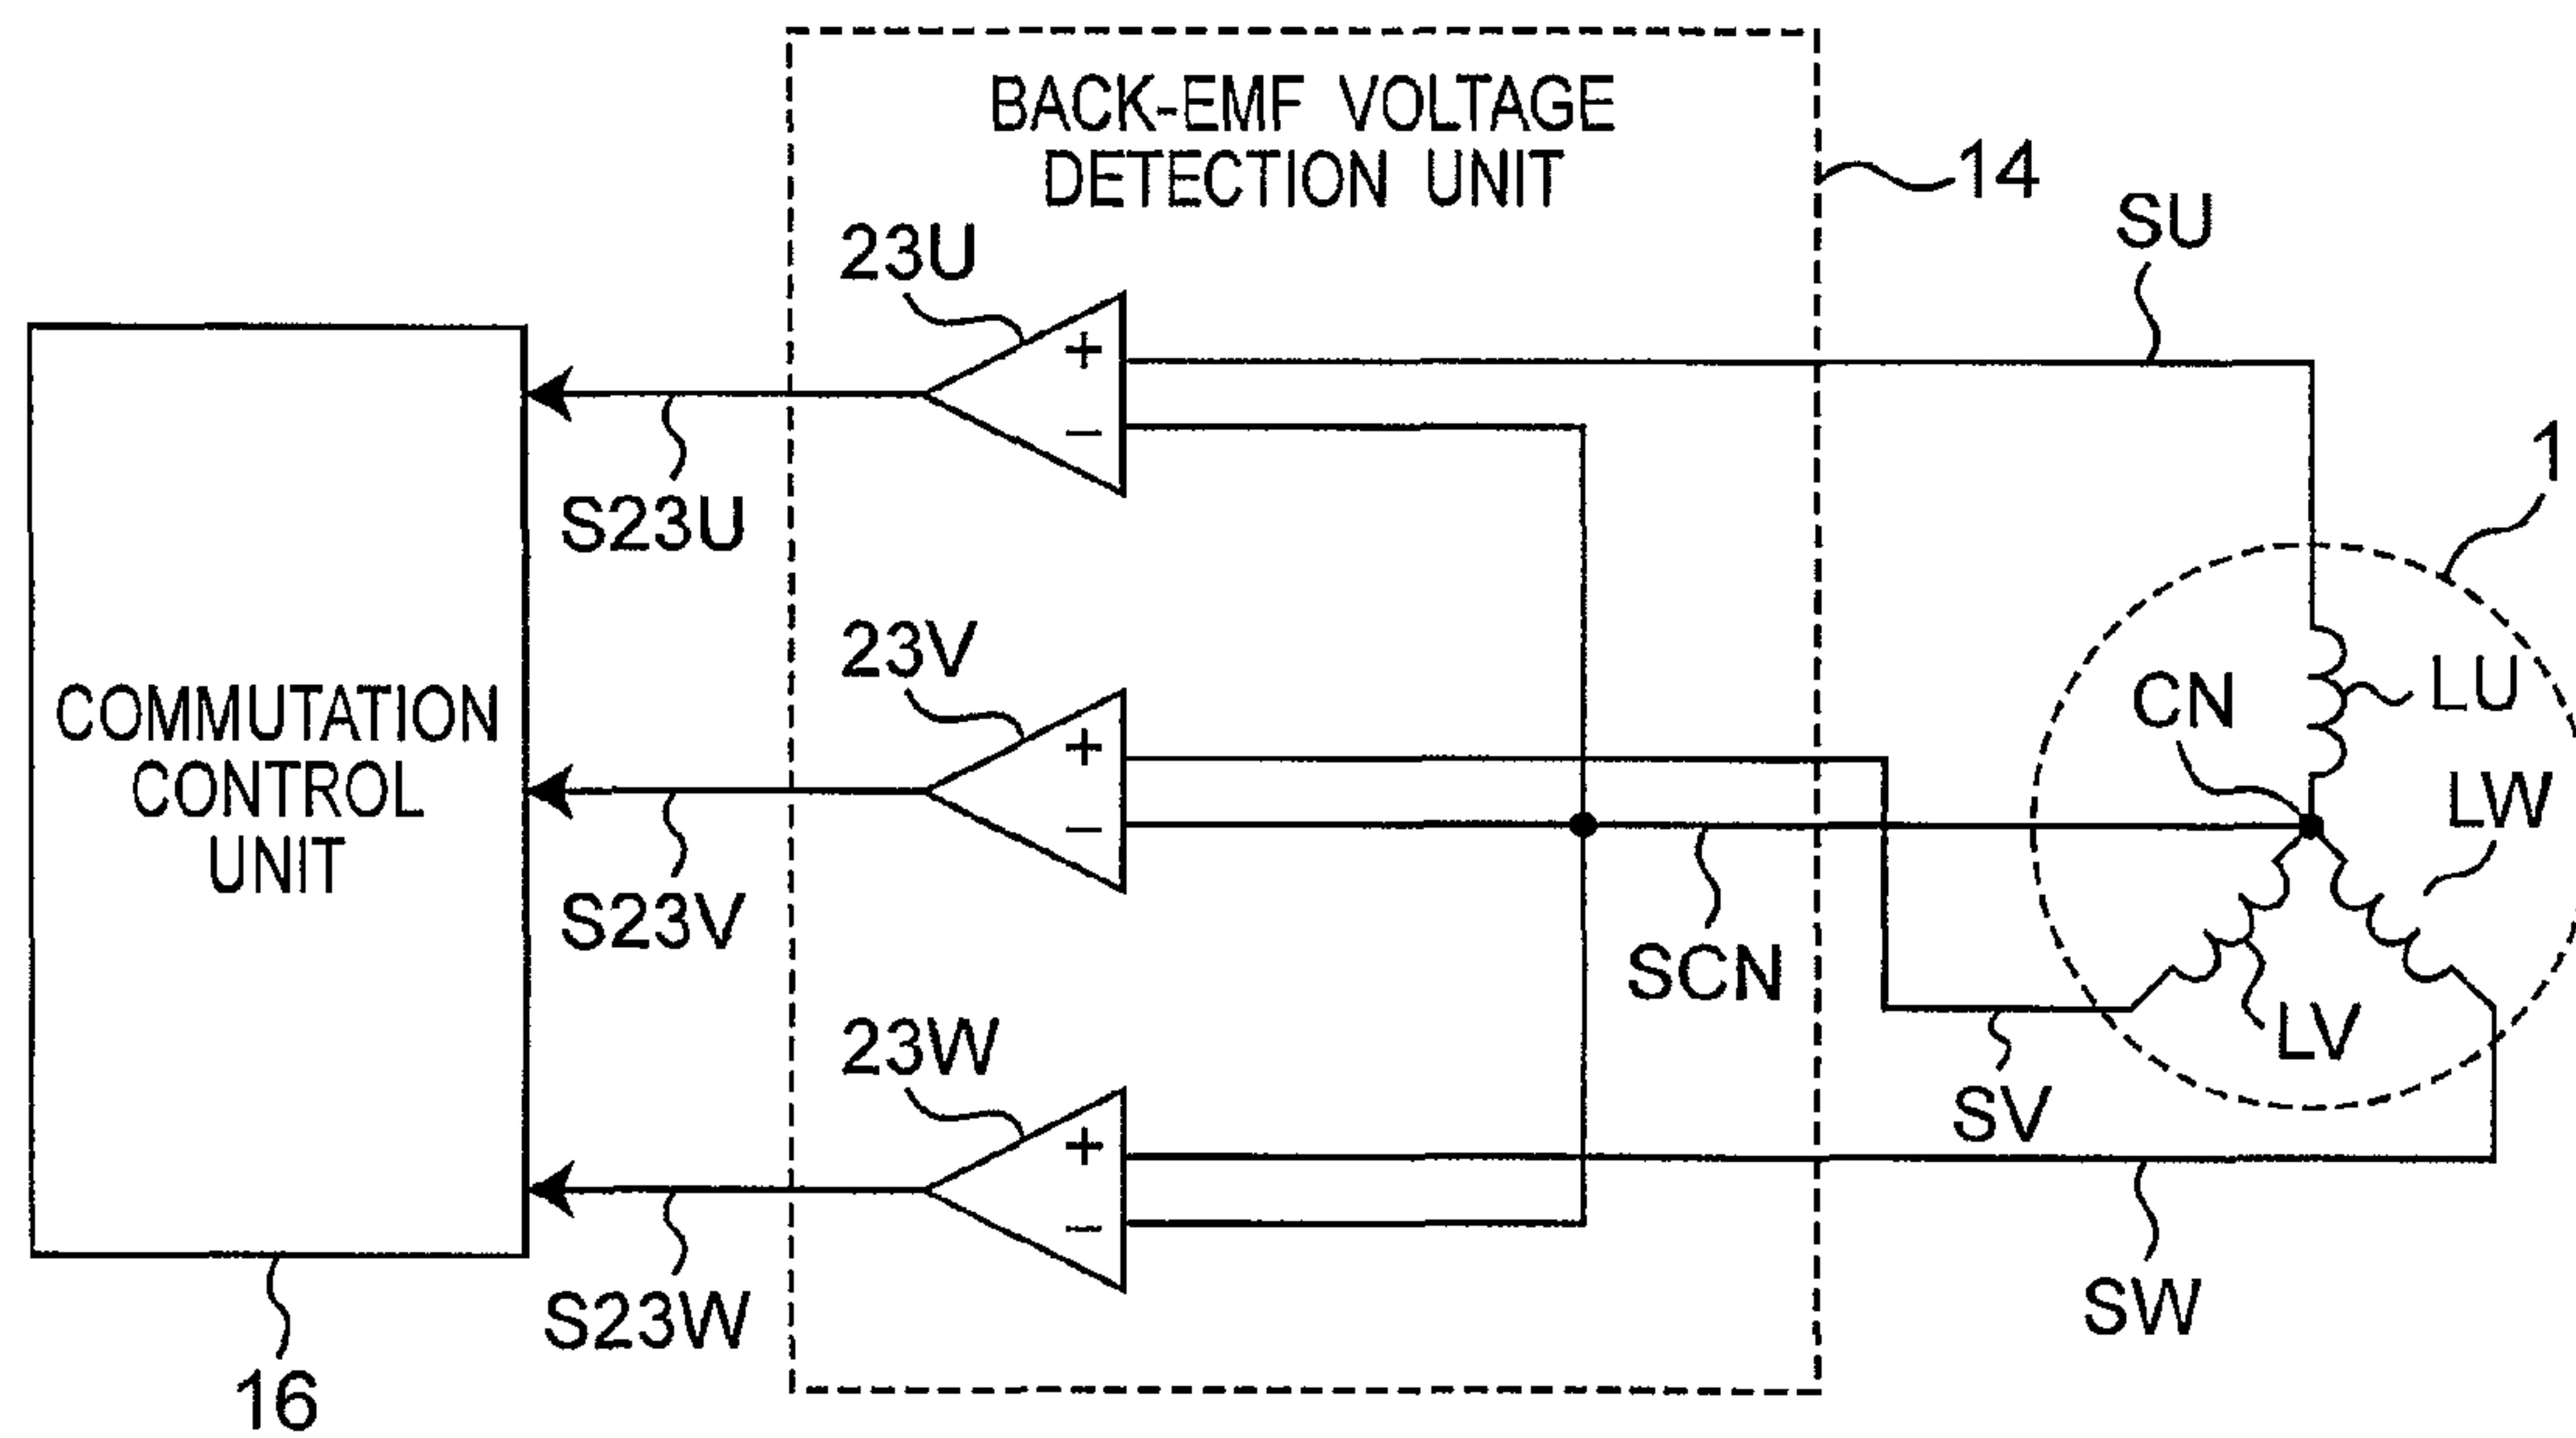 BACK-EMF VOLTAGE
DETECTION UNIT
14
SU
23U
+
−
S23U
1
COMMUTATION
CONTROL
UNIT
23V
+
−
S23V
CN
LU
LW
SCN
LV
SV
23W
+
−
S23W
SW
16